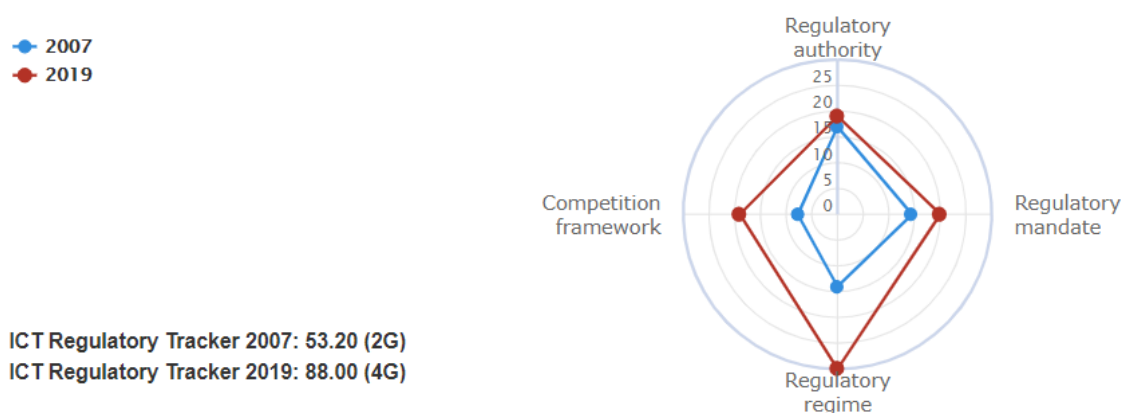 2007
2019
Regulatory
authority
25
20
15
10
5
0
Competition
framework
Regulatory
mandate
Regulatory
regime
ICT Regulatory Tracker 2007: 53.20 (2G)
ICT Regulatory Tracker 2019: 88.00 (4G)